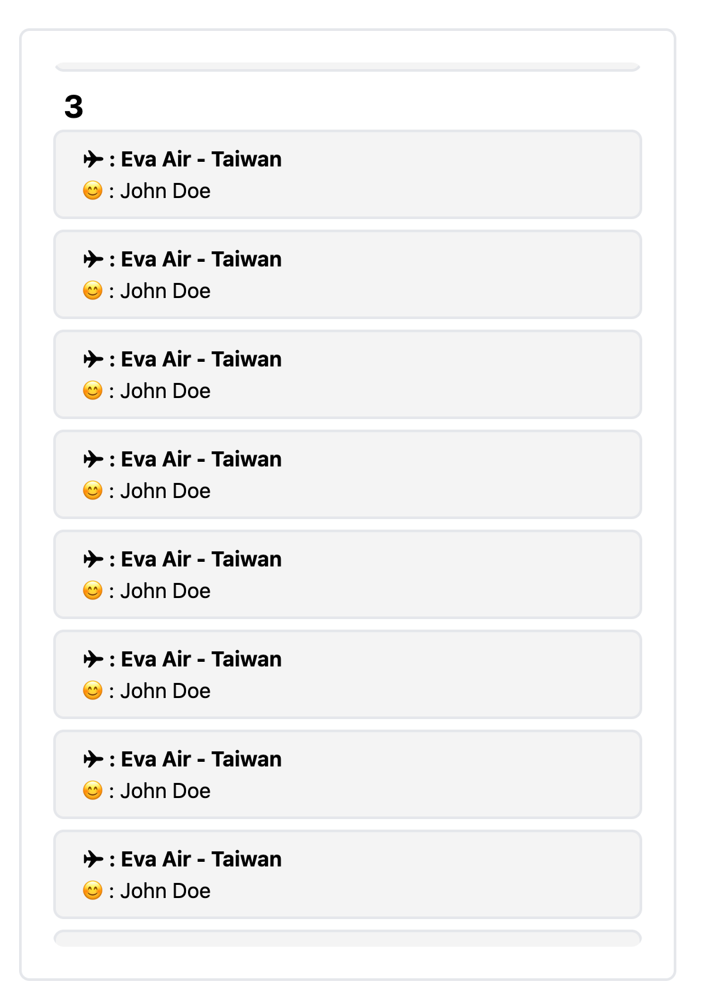 3
✈ : Eva Air - Taiwan
😊 : John Doe
✈ : Eva Air - Taiwan
😊 : John Doe
✈ : Eva Air - Taiwan
😊 : John Doe
✈ : Eva Air - Taiwan
😊 : John Doe
✈ : Eva Air - Taiwan
😊 : John Doe
✈ : Eva Air - Taiwan
😊 : John Doe
✈ : Eva Air - Taiwan
😊 : John Doe
✈ : Eva Air - Taiwan
😊 : John Doe